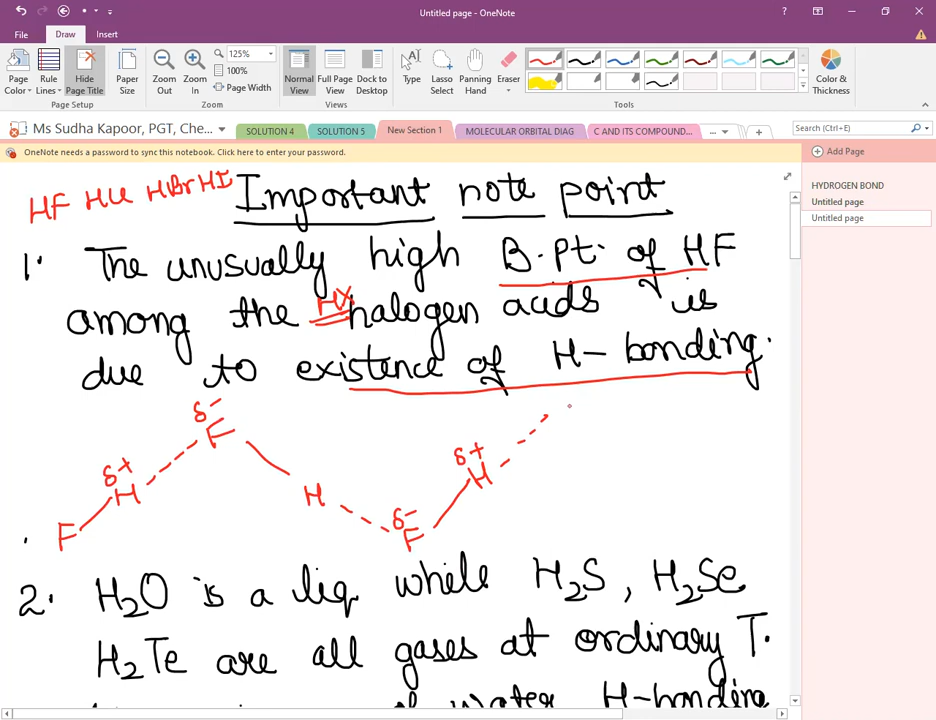 Untitled page - OneNote
File
Draw
Insert
Page Color
Rule Lines
Hide Page Title
Paper Size
Zoom Out
Zoom In
125%
100%
Page Width
Normal View
Full Page View
Dock to Desktop
Type
Lasso Select
Panning Hand
Eraser
Color & Thickness
Page Setup
Zoom
Views
Tools
Ms Sudha Kapoor, PGT, Che...
SOLUTION 4
SOLUTION 5
New Section 1
MOLECULAR ORBITAL DIAG
C AND ITS COMPOUND...
...
Search (Ctrl+E)
OneNote needs a password to sync this notebook. Click here to enter your password.
Add Page
HYDROGEN BOND
Untitled page
Untitled page
HF HCl HBr HI
Important note point
1. The unusually high B.Pt. of HF
HX
among the halogen acids is
due to existence of H- bonding.
δ-
F
δ+
H
F
H
δ-
F
δ+
H
2. H2O is a liq while H2S, H2Se
H2Te are all gases at ordinary T.
water H-bonding